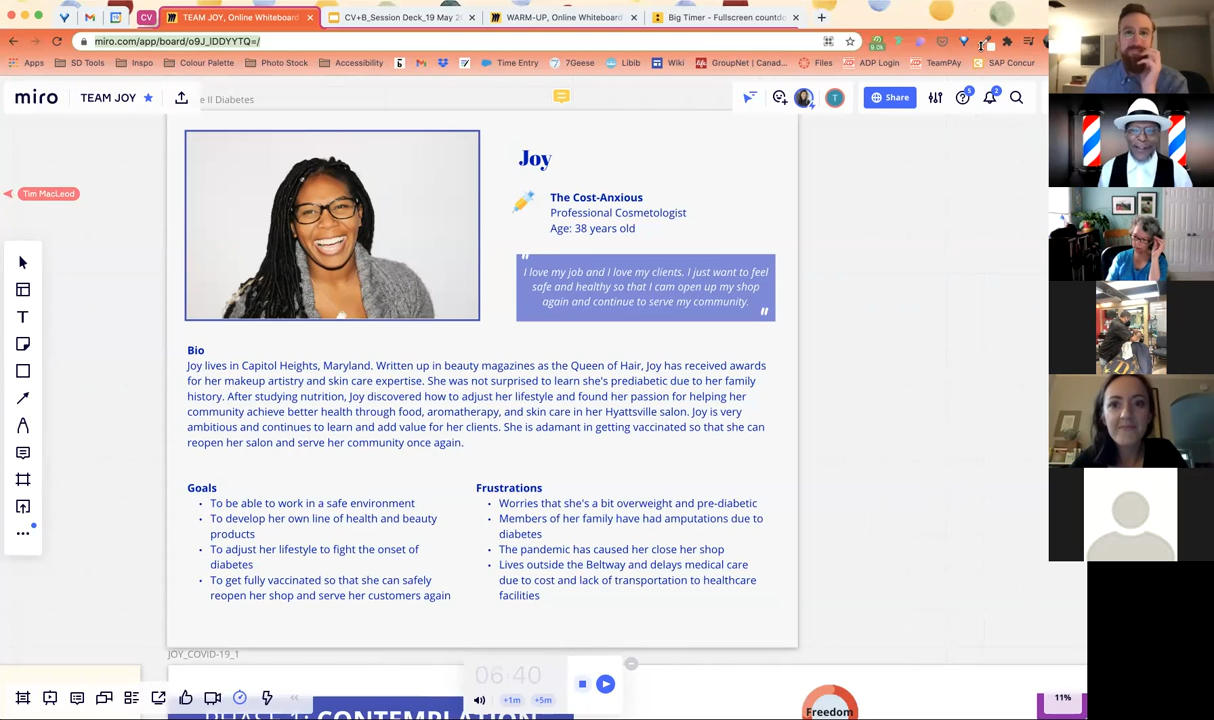 TEAM JOY, Online Whiteboard
CV+B_Session Deck_19 May 2
WARM-UP, Online Whiteboard
Big Timer - Fullscreen countdo
CV
miro.com/app/board/o9J_lDDYYTQ=/
9.0k
Apps
SD Tools
Inspo
Colour Palette
Photo Stock
Accessibility
Time Entry
7Geese
Libib
Wiki
GroupNet | Canad...
Files
ADP Login
TeamPAy
SAP Concur
miro
TEAM JOY
e II Diabetes
T
Share
5
2
Tim MacLeod
Joy
The Cost-Anxious
Professional Cosmetologist
Age: 38 years old
"
I love my job and I love my clients. I just want to feel
safe and healthy so that I cam open up my shop
again and continue to serve my community.
"
Bio
Joy lives in Capitol Heights, Maryland. Written up in beauty magazines as the Queen of Hair, Joy has received awards
for her makeup artistry and skin care expertise. She was not surprised to learn she's prediabetic due to her family
history. After studying nutrition, Joy discovered how to adjust her lifestyle and found her passion for helping her
community achieve better health through food, aromatherapy, and skin care in her Hyattsville salon. Joy is very
ambitious and continues to learn and add value for her clients. She is adamant in getting vaccinated so that she can
reopen her salon and serve her community once again.
Goals
• To be able to work in a safe environment
• To develop her own line of health and beauty
products
• To adjust her lifestyle to fight the onset of
diabetes
• To get fully vaccinated so that she can safely
reopen her shop and serve her customers again
Frustrations
• Worries that she's a bit overweight and pre-diabetic
• Members of her family have had amputations due to
diabetes
• The pandemic has caused her close her shop
• Lives outside the Beltway and delays medical care
due to cost and lack of transportation to healthcare
facilities
JOY_COVID-19_1
06:40
+1m
+5m
PHASE 1: CONTEMPLATION
Freedom
11%